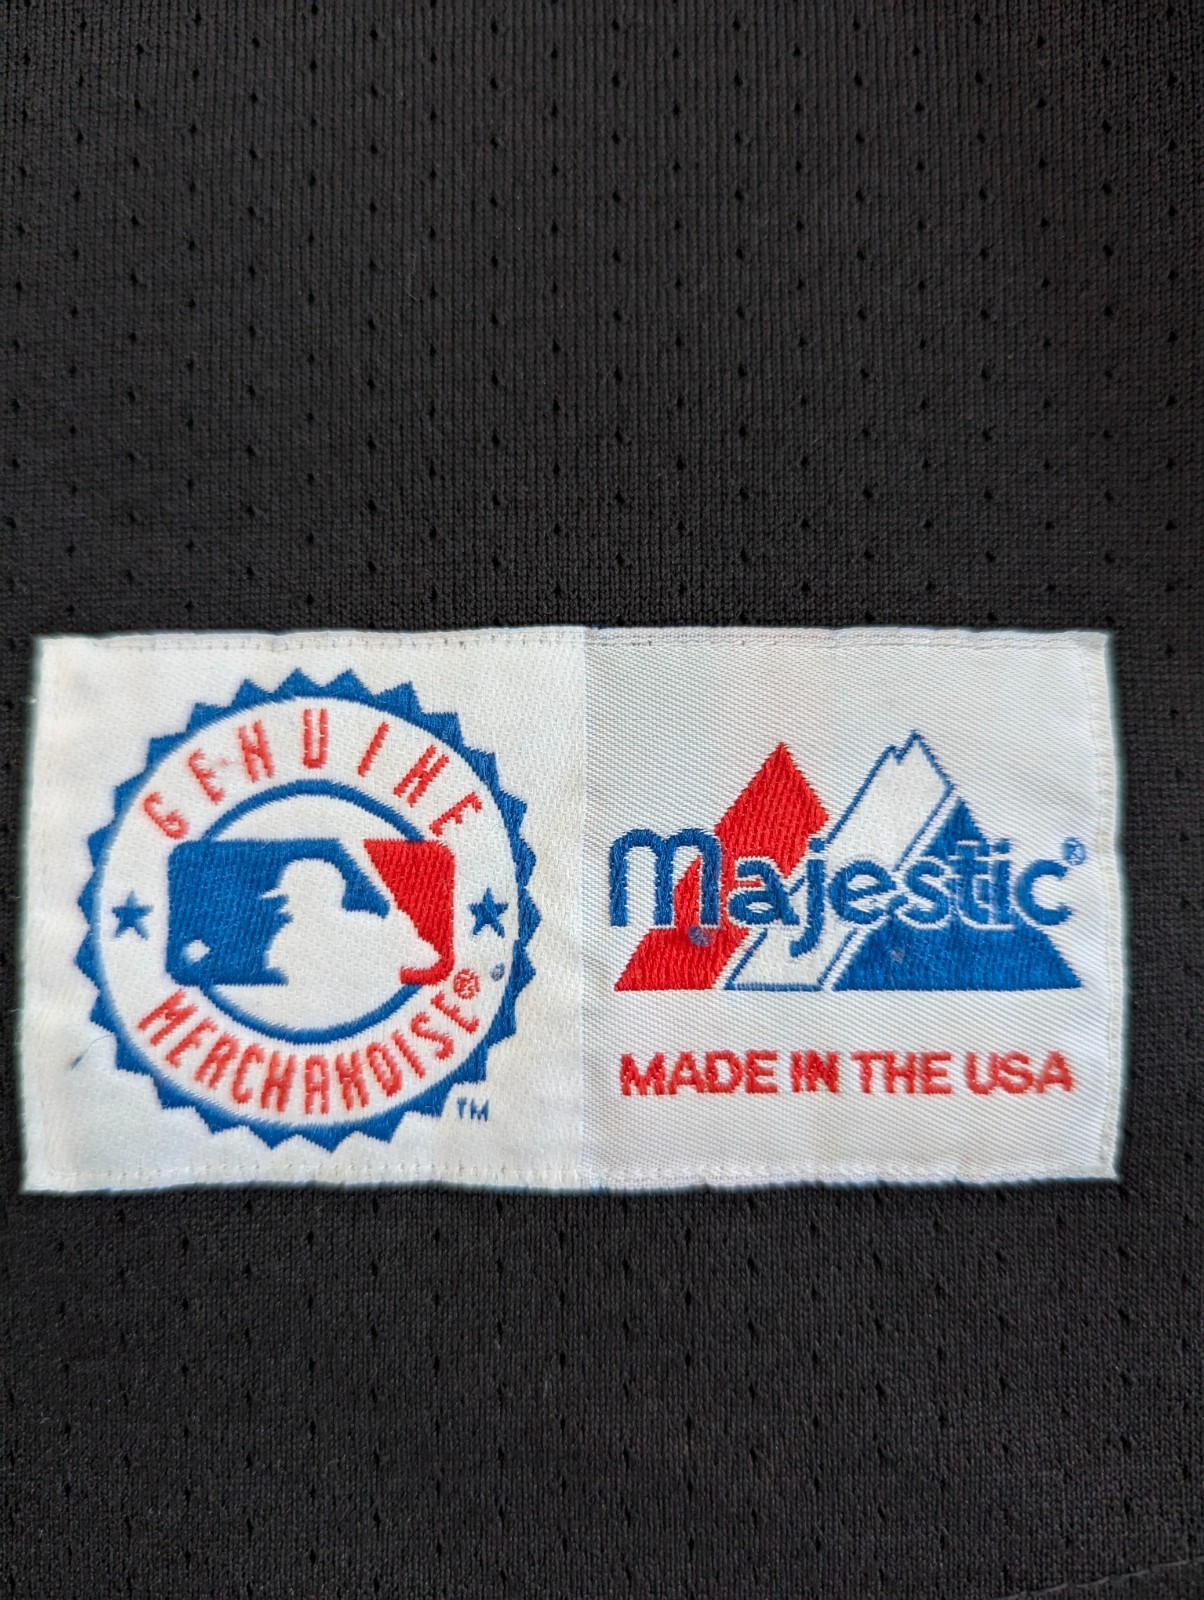 GENUINE
MERCHANDISE®
TM
Majestic®
MADE IN THE USA